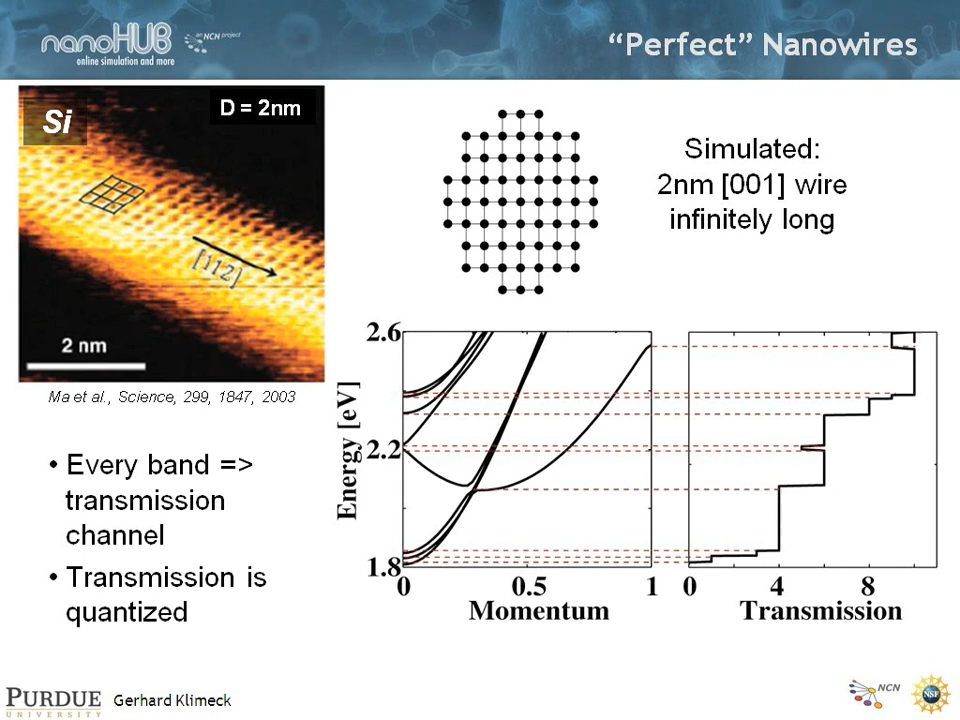 nanoHUB
an NCN project
online simulation and more
“Perfect” Nanowires
Si
D = 2nm
[112]
2 nm
Ma et al., Science, 299, 1847, 2003
Simulated:
2nm [001] wire
infinitely long
• Every band =>
transmission
channel
• Transmission is
quantized
2.6
2.2
1.8
Energy [eV]
0 0.5 1
Momentum
0 4 8
Transmission
PURDUE
UNIVERSITY
Gerhard Klimeck
NCN
NSF